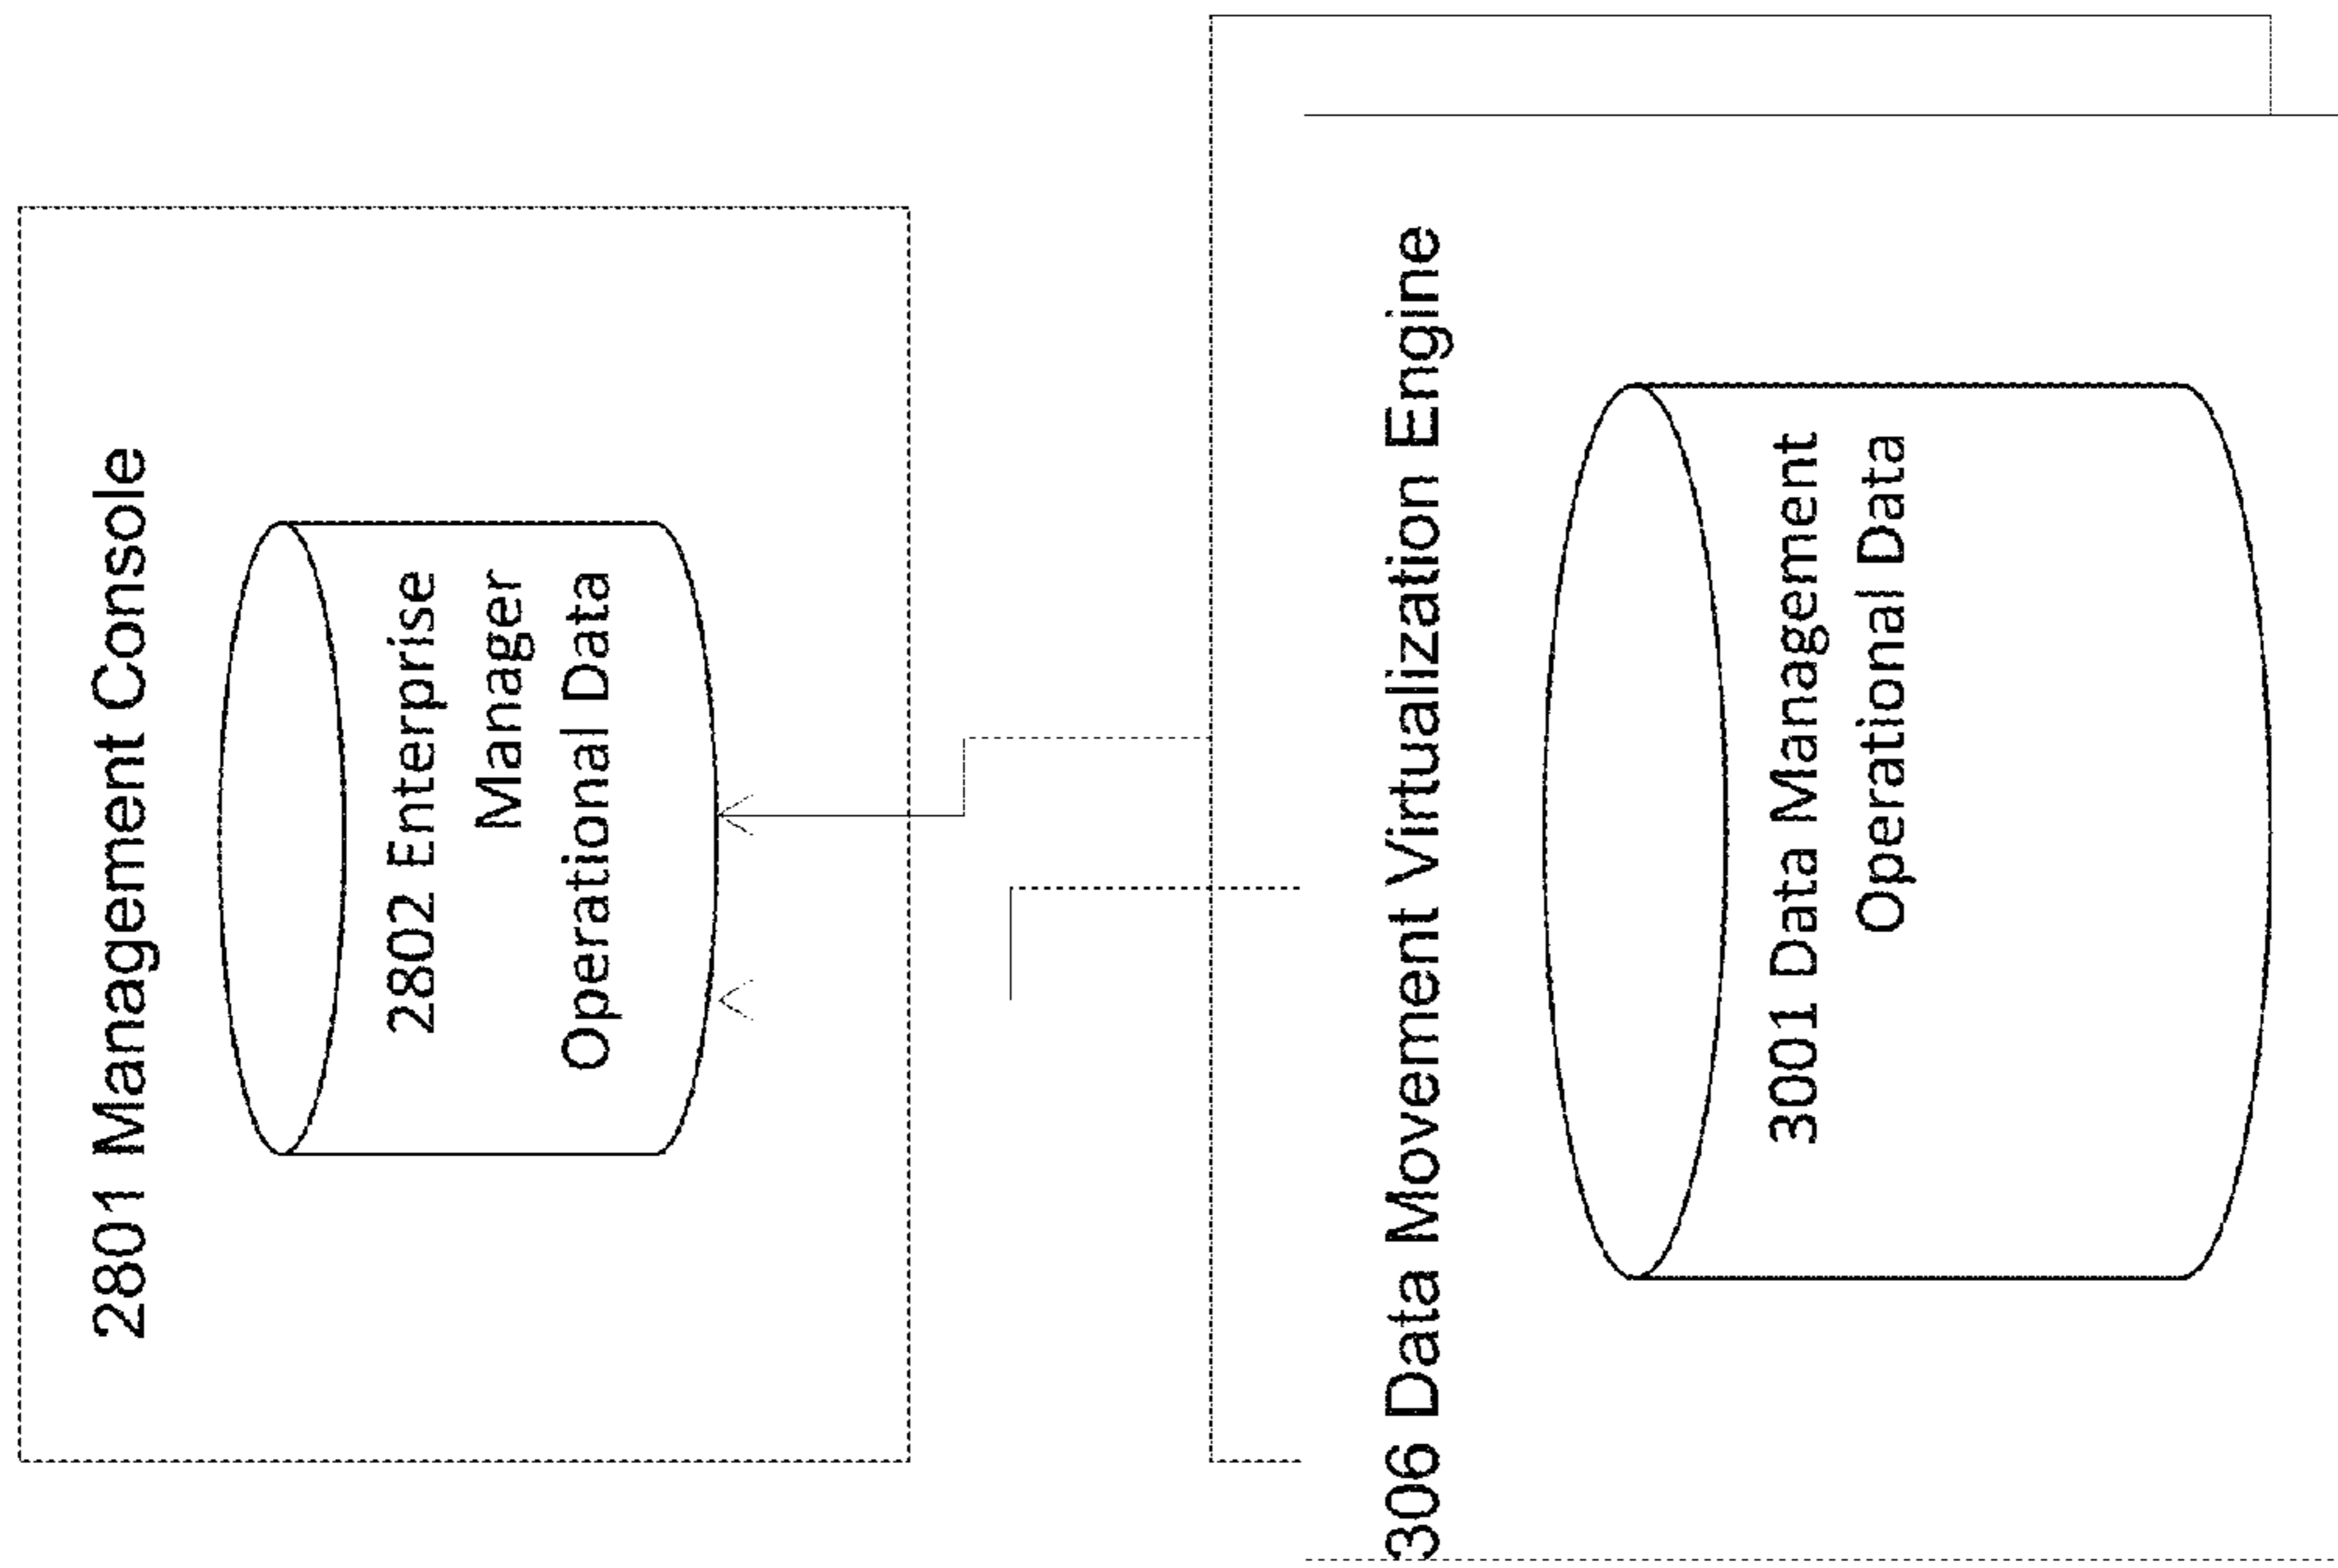 2801 Management Console
2802 Enterprise
Manager
Operational Data
306 Data Movement Virtualization Engine
3001 Data Management
Operational Data